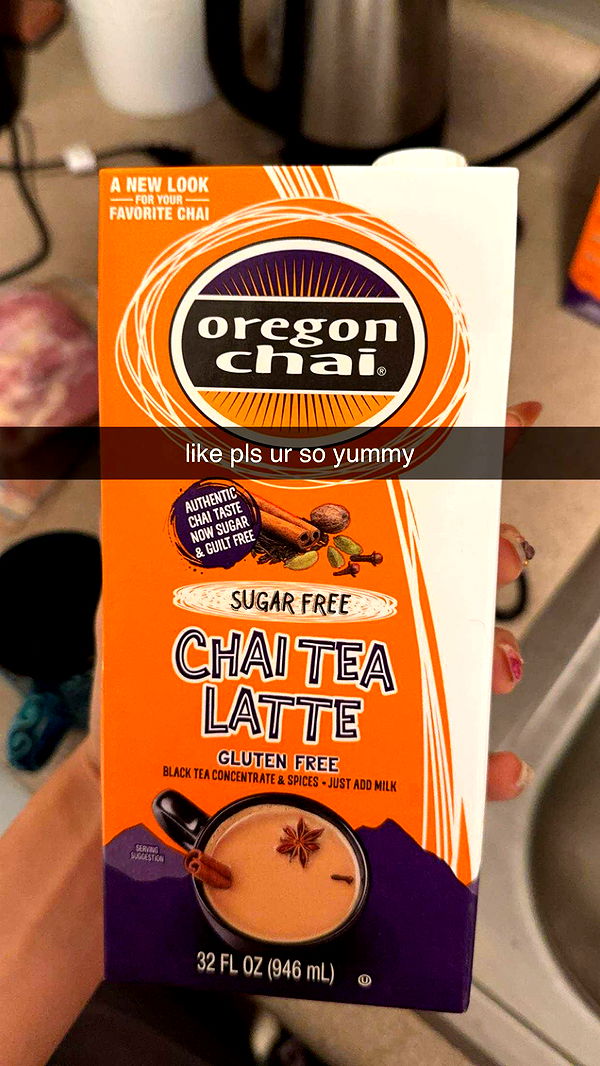 A NEW LOOK
FOR YOUR
FAVORITE CHAI
oregon
chai®
like pls ur so yummy
AUTHENTIC
CHAI TASTE
NOW SUGAR
& GUILT FREE
SUGAR FREE
CHAI TEA
LATTE
GLUTEN FREE
BLACK TEA CONCENTRATE & SPICES • JUST ADD MILK
SERVING
SUGGESTION
32 FL OZ (946 mL)
U